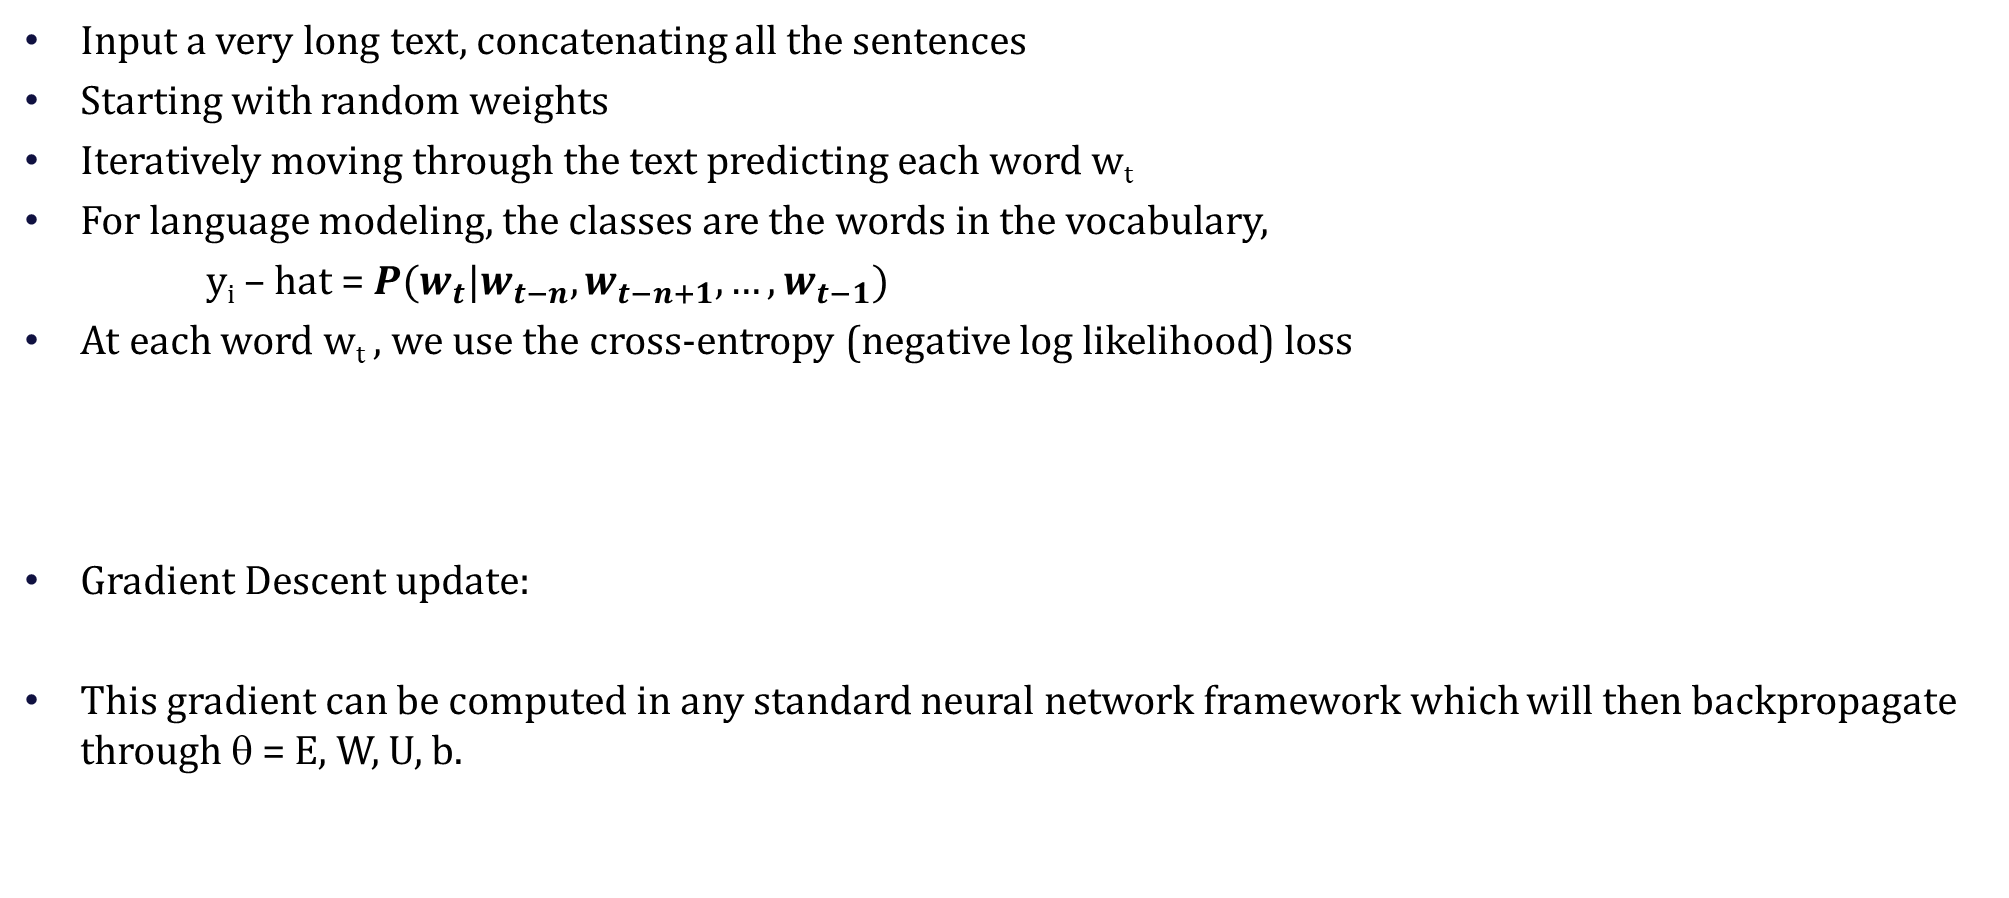 • Input a very long text, concatenating all the sentences
• Starting with random weights
• Iteratively moving through the text predicting each word wₜ
• For language modeling, the classes are the words in the vocabulary,
yᵢ – hat = P(wₜ|wₜ₋ₙ, wₜ₋ₙ₊₁, … , wₜ₋₁)
• At each word wₜ , we use the cross-entropy (negative log likelihood) loss
• Gradient Descent update:
• This gradient can be computed in any standard neural network framework which will then backpropagate
through θ = E, W, U, b.